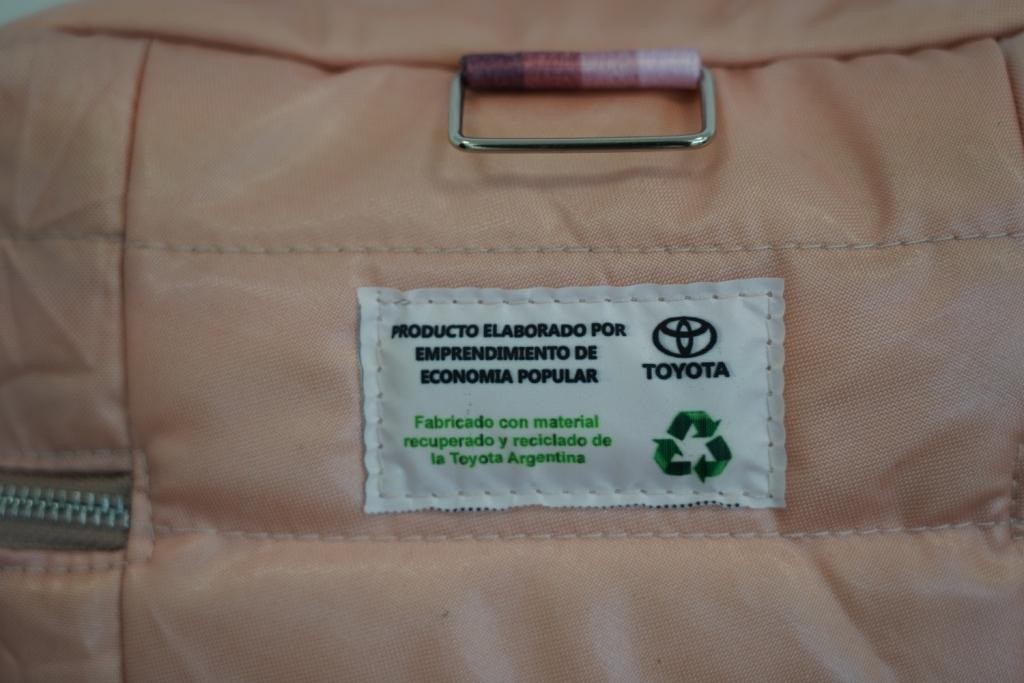 PRODUCTO ELABORADO POR
EMPRENDIMIENTO DE
ECONOMIA POPULAR
TOYOTA
Fabricado con material
recuperado y reciclado de
la Toyota Argentina